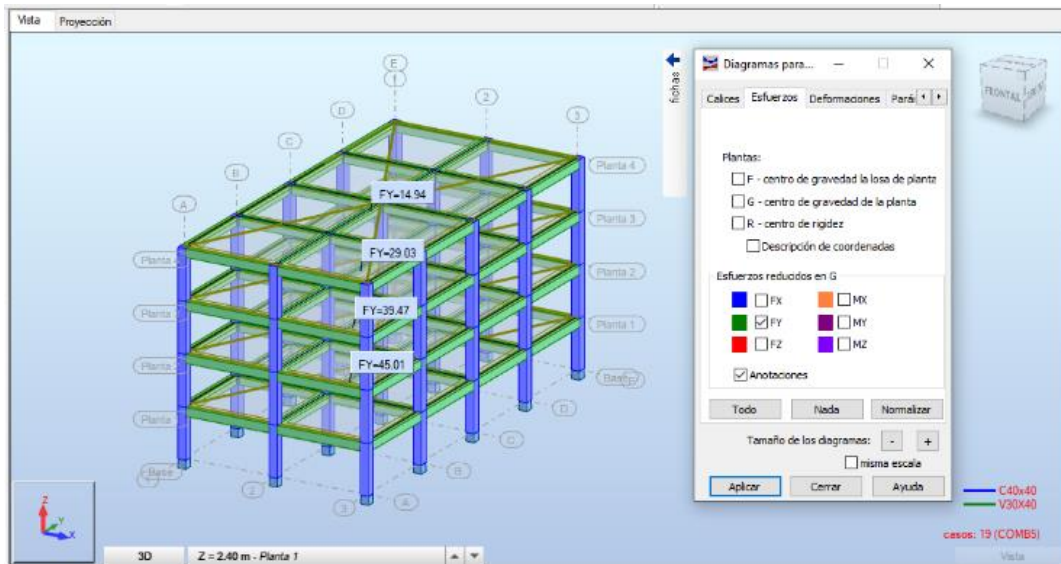 Vista
Proyección
E
1
D
2
C
3
B
A
Planta 4
Planta 3
Planta 2
Planta 1
Base
FY=14.94
FY=29.03
FY=39.47
FY=45.01
Planta
Planta
Planta
Planta
Base
D
C
B
A
2
3
fichas
Diagramas para...
Calices
Esfuerzos
Deformaciones
Pará
Plantas:
F - centro de gravedad la losa de planta
G - centro de gravedad de la planta
R - centro de rigidez
Descripción de coordenadas
Esfuerzos reducidos en G
FX
MX
FY
MY
FZ
MZ
Anotaciones
Todo
Nada
Normalizar
Tamaño de los diagramas:
-
+
misma escala
Aplicar
Cerrar
Ayuda
FRONTAL
C40x40
V30X40
casos: 19 (COMB5)
Z
Y
X
3D
Z = 2.40 m - Planta 1
Vista